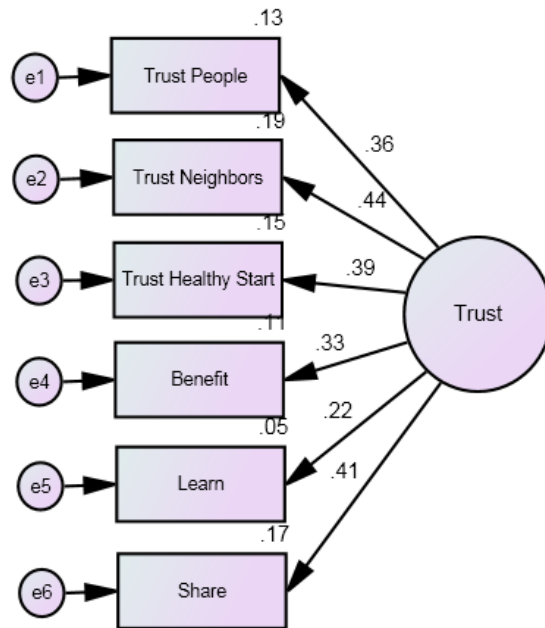 .13
e1
Trust People
.36
.19
e2
Trust Neighbors
.44
.15
e3
Trust Healthy Start
.39
Trust
.11
e4
Benefit
.33
.05
e5
Learn
.22
.17
e6
Share
.41